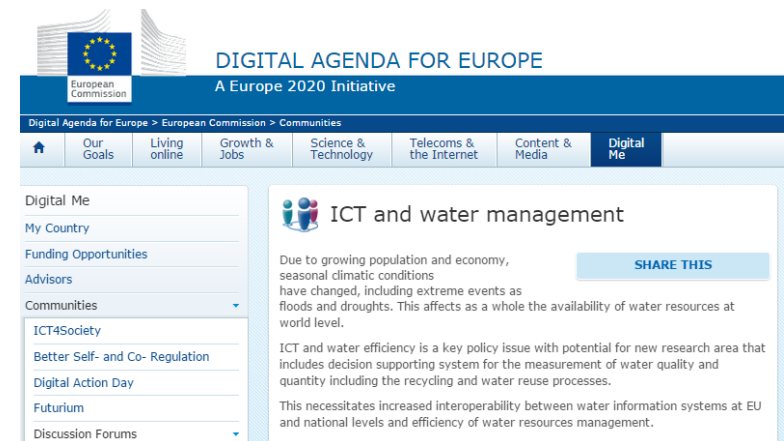 European
Commission
DIGITAL AGENDA FOR EUROPE
A Europe 2020 Initiative
Digital Agenda for Europe > European Commission > Communities
Our
Goals
Living
online
Growth &
Jobs
Science &
Technology
Telecoms &
the Internet
Content &
Media
Digital
Me
Digital Me
My Country
Funding Opportunities
Advisors
Communities
ICT4Society
Better Self- and Co- Regulation
Digital Action Day
Futurium
Discussion Forums
ICT and water management
SHARE THIS
Due to growing population and economy,
seasonal climatic conditions
have changed, including extreme events as
floods and droughts. This affects as a whole the availability of water resources at
world level.
ICT and water efficiency is a key policy issue with potential for new research area that
includes decision supporting system for the measurement of water quality and
quantity including the recycling and water reuse processes.
This necessitates increased interoperability between water information systems at EU
and national levels and efficiency of water resources management.